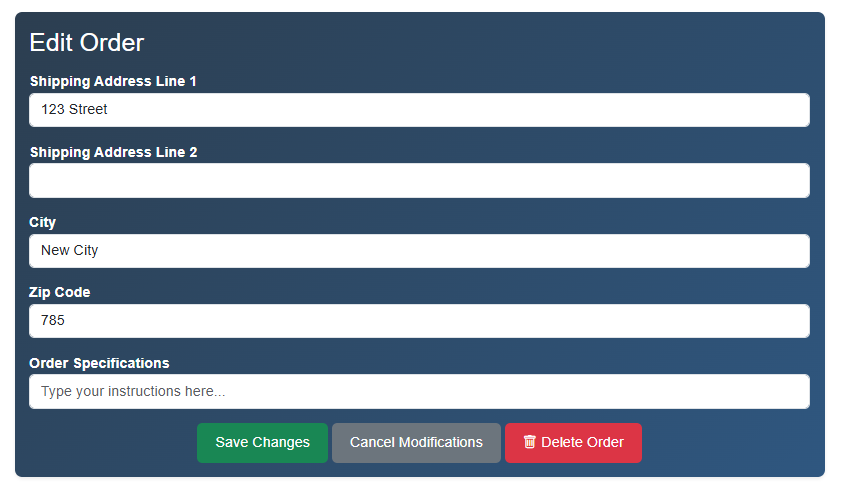 Edit Order
Shipping Address Line 1
123 Street
Shipping Address Line 2
City
New City
Zip Code
785
Order Specifications
Type your instructions here...
Save Changes Cancel Modifications Delete Order